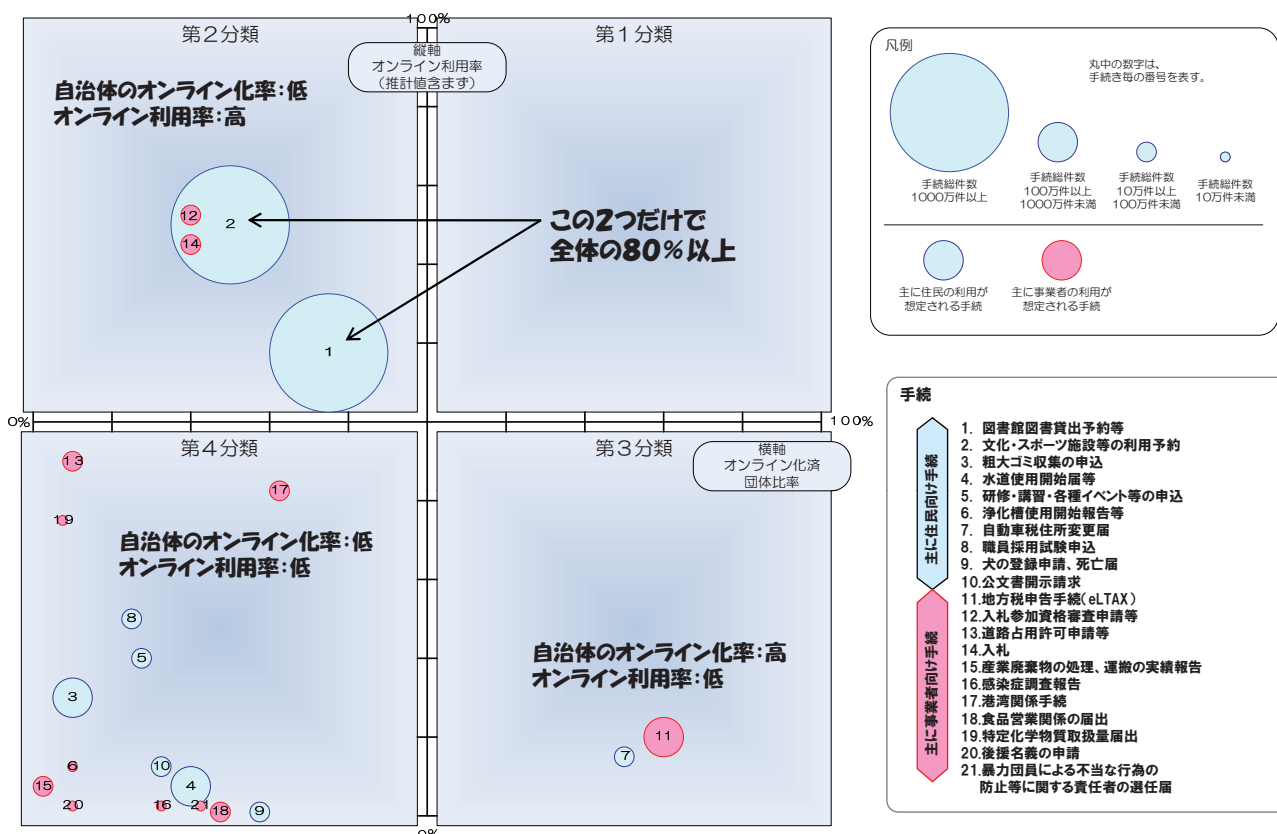 100%
第2分類
縦軸
オンライン利用率
(推計値含まず)
自治体のオンライン化率:低
オンライン利用率:高
12
2
14
1
第1分類
この2つだけで
全体の80%以上
0%
100%
第4分類
13
17
19
自治体のオンライン化率:低
オンライン利用率:低
8
5
3
6
10
15
4
20
16
21
18
9
第3分類
横軸
オンライン化済
団体比率
自治体のオンライン化率:高
オンライン利用率:低
11
7
0%
凡例
丸中の数字は、
手続き毎の番号を表す。
手続総件数
1000万件以上
手続総件数
100万件以上
1000万件未満
手続総件数
10万件以上
100万件未満
手続総件数
10万件未満
主に住民の利用が
想定される手続
主に事業者の利用が
想定される手続
手続
主に住民向け手続
1. 図書館図書貸出予約等
2. 文化・スポーツ施設等の利用予約
3. 粗大ゴミ収集の申込
4. 水道使用開始届等
5. 研修・講習・各種イベント等の申込
6. 浄化槽使用開始報告等
7. 自動車税住所変更届
8. 職員採用試験申込
9. 犬の登録申請、死亡届
10.公文書開示請求
主に事業者向け手続
11.地方税申告手続(eLTAX)
12.入札参加資格審査申請等
13.道路占用許可申請等
14.入札
15.産業廃棄物の処理、運搬の実績報告
16.感染症調査報告
17.港湾関係手続
18.食品営業関係の届出
19.特定化学物質取扱量届出
20.後援名義の申請
21.暴力団員による不当な行為の
防止等に関する責任者の選任届